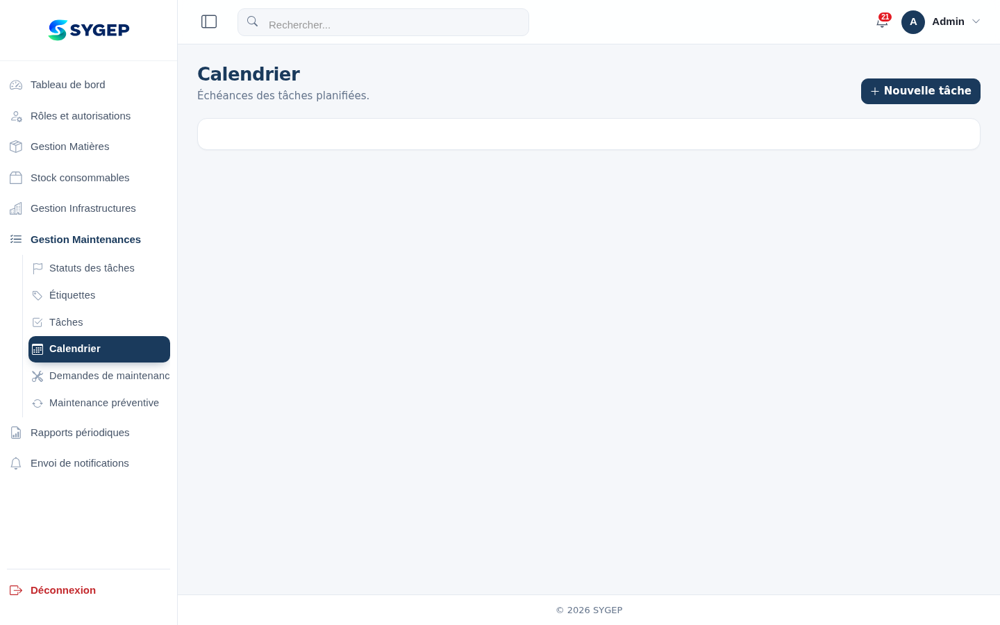 SYGEP
Rechercher...
21
A
Admin
Tableau de bord
Rôles et autorisations
Gestion Matières
Stock consommables
Gestion Infrastructures
Gestion Maintenances
Statuts des tâches
Étiquettes
Tâches
Calendrier
Demandes de maintenanc
Maintenance préventive
Rapports périodiques
Envoi de notifications
Déconnexion
Calendrier
Échéances des tâches planifiées.
+ Nouvelle tâche
© 2026 SYGEP